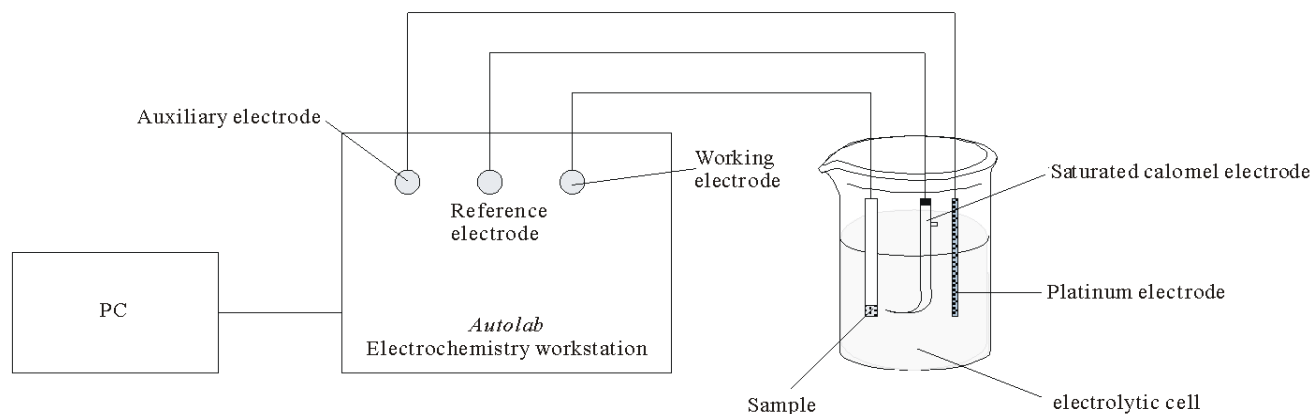 Auxiliary electrode
Working
electrode
Reference
electrode
Saturated calomel electrode
PC
Platinum electrode
Autolab
Electrochemistry workstation
Sample
electrolytic cell